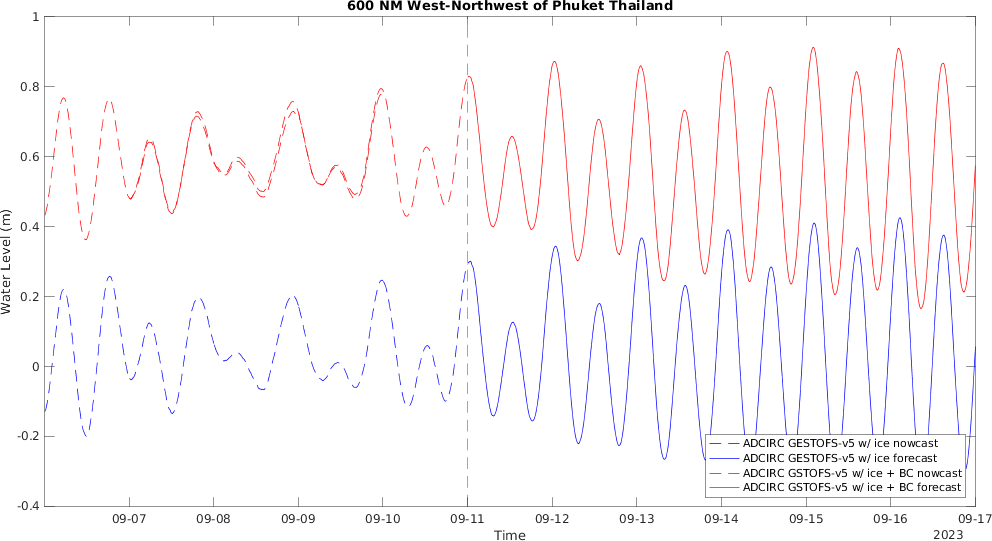 600 NM West-Northwest of Phuket Thailand
1
0.8
0.6
0.4
0.2
0
-0.2
-0.4
Water Level (m)
ADCIRC GESTOFS-v5 w/ ice nowcast
ADCIRC GESTOFS-v5 w/ ice forecast
ADCIRC GSTOFS-v5 w/ ice + BC nowcast
ADCIRC GSTOFS-v5 w/ ice + BC forecast
09-07 09-08 09-09 09-10 09-11 09-12 09-13 09-14 09-15 09-16 09-17
Time
2023